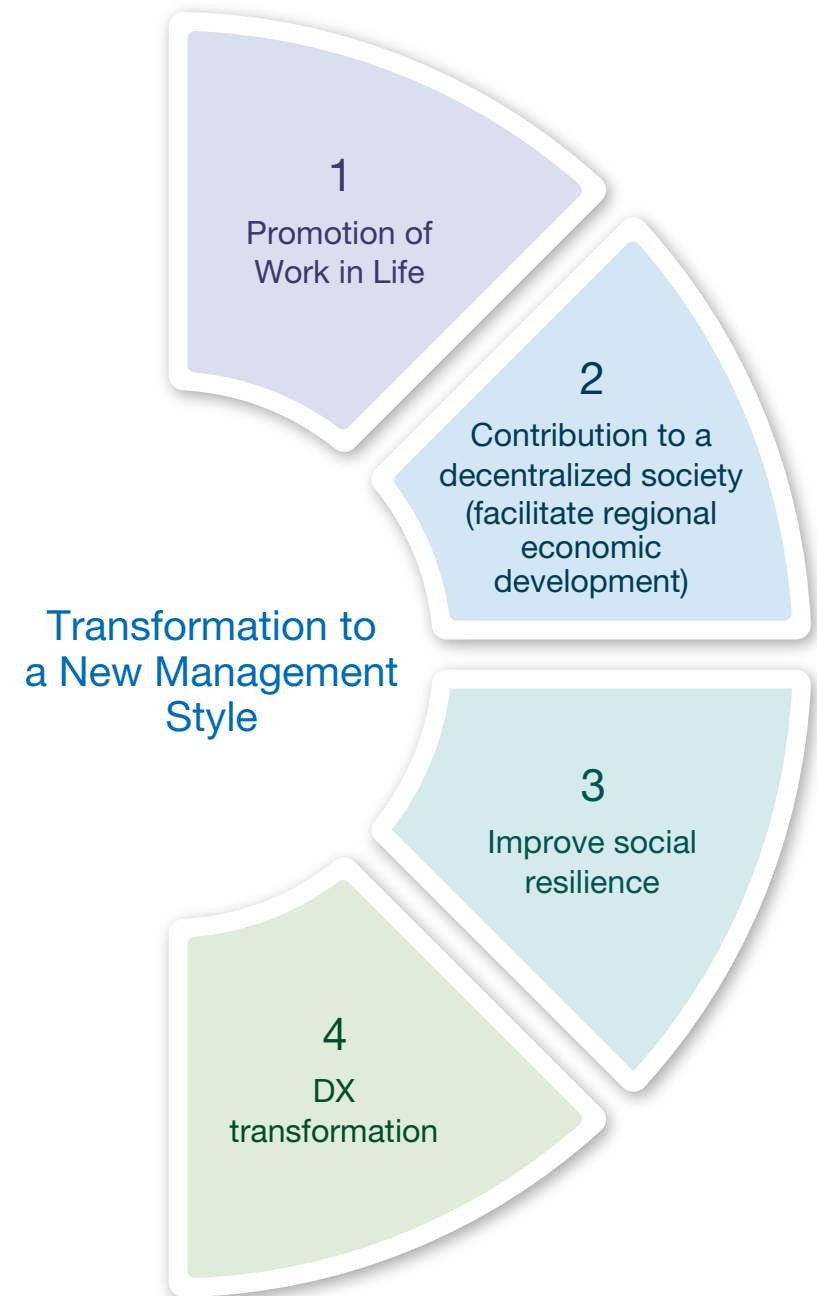 1
Promotion of
Work in Life
2
Contribution to a
decentralized society
(facilitate regional
economic
development)
Transformation to
a New Management
Style
3
Improve social
resilience
4
DX
transformation